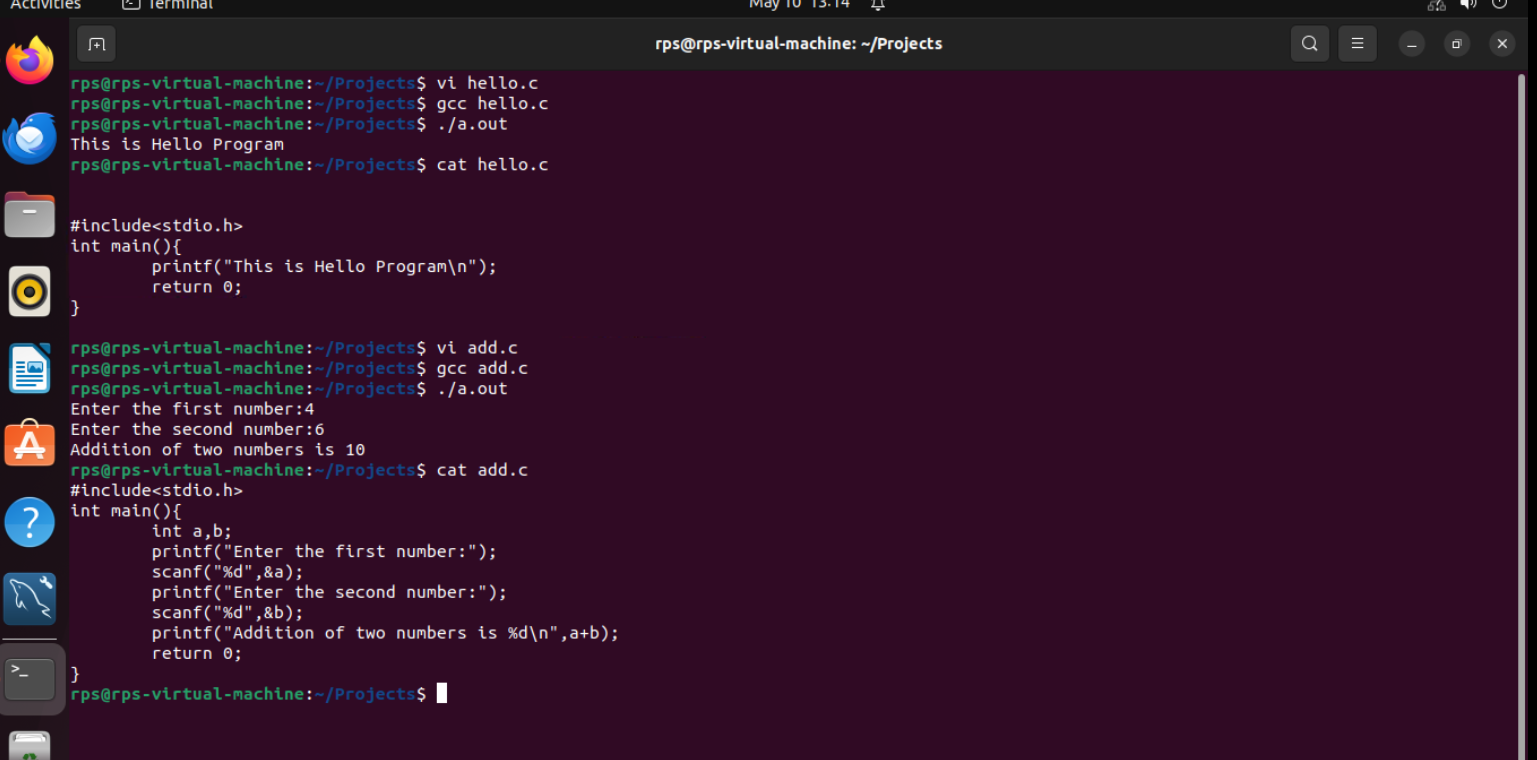 Activities Terminal May 10 13:14
rps@rps-virtual-machine: ~/Projects
rps@rps-virtual-machine:~/Projects$ vi hello.c
rps@rps-virtual-machine:~/Projects$ gcc hello.c
rps@rps-virtual-machine:~/Projects$ ./a.out
This is Hello Program
rps@rps-virtual-machine:~/Projects$ cat hello.c
#include<stdio.h>
int main(){
        printf("This is Hello Program\n");
        return 0;
}
rps@rps-virtual-machine:~/Projects$ vi add.c
rps@rps-virtual-machine:~/Projects$ gcc add.c
rps@rps-virtual-machine:~/Projects$ ./a.out
Enter the first number:4
Enter the second number:6
Addition of two numbers is 10
rps@rps-virtual-machine:~/Projects$ cat add.c
#include<stdio.h>
int main(){
        int a,b;
        printf("Enter the first number:");
        scanf("%d",&a);
        printf("Enter the second number:");
        scanf("%d",&b);
        printf("Addition of two numbers is %d\n",a+b);
        return 0;
}
rps@rps-virtual-machine:~/Projects$